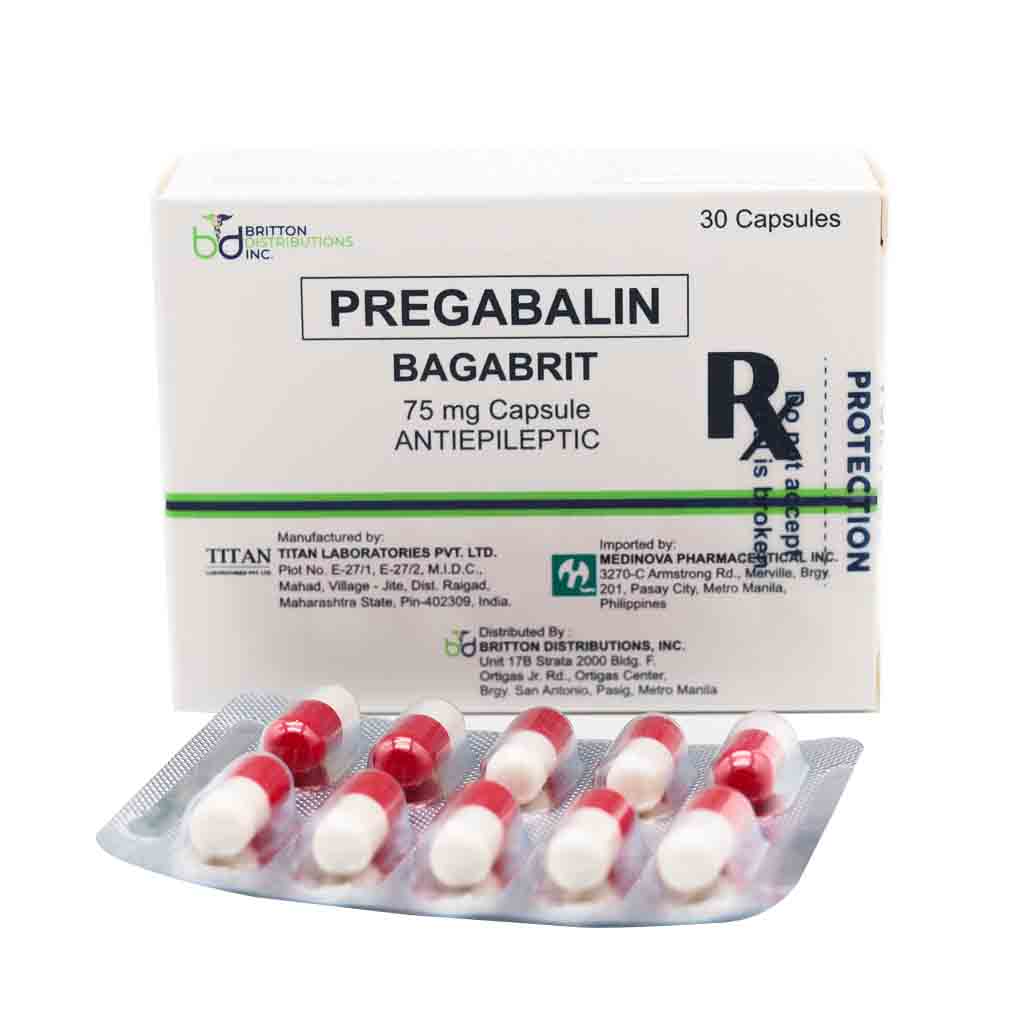 BRITTON
DISTRIBUTIONS
INC.
30 Capsules
PREGABALIN
BAGABRIT
75 mg Capsule
ANTIEPILEPTIC
Rx
PROTECTION
Do not accept
is broken
Manufactured by:
TITAN
TITAN LABORATORIES PVT. LTD.
Plot No. E-27/1, E-27/2, M.I.D.C.,
Mahad, Village - Jite, Dist. Raigad,
Maharashtra State, Pin-402309, India.
Imported by:
MEDINOVA PHARMACEUTICAL INC.
3270-C Armstrong Rd., Merville, Brgy.
201, Pasay City, Metro Manila,
Philippines
bd
Distributed By :
BRITTON DISTRIBUTIONS, INC.
Unit 17B Strata 2000 Bldg. F.
Ortigas Jr. Rd., Ortigas Center,
Brgy. San Antonio, Pasig, Metro Manila